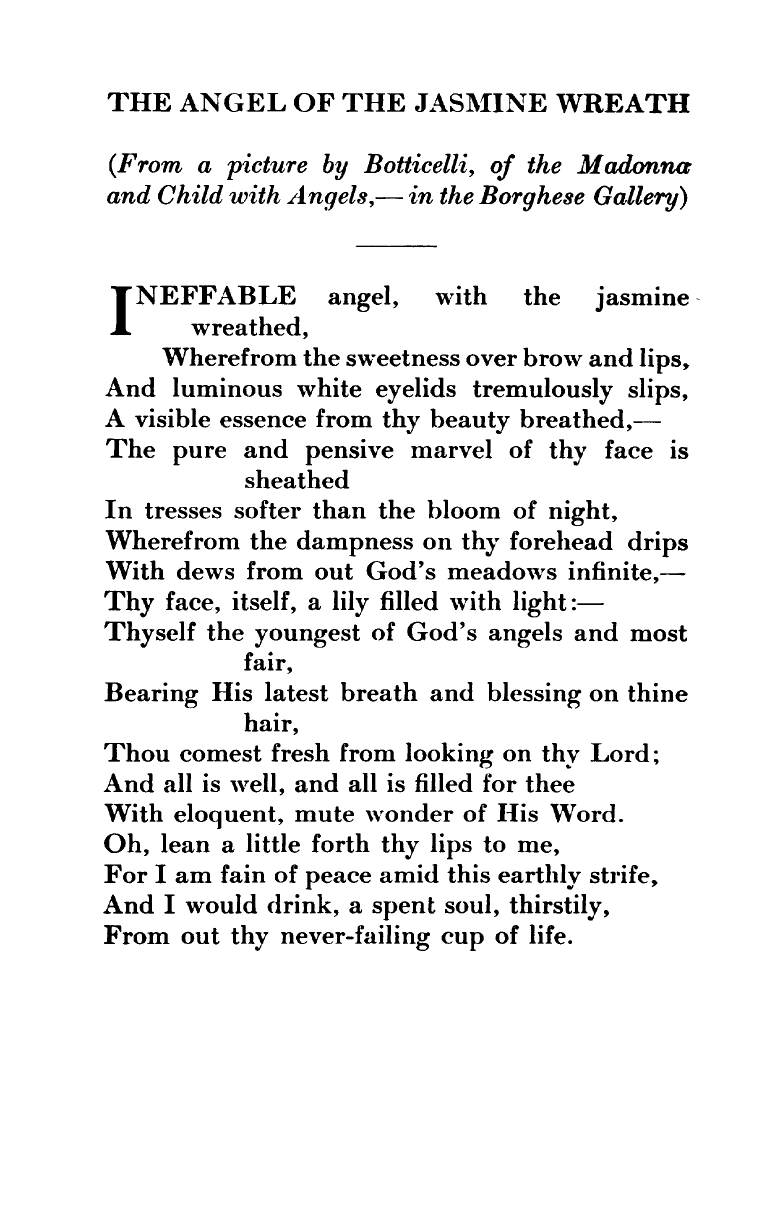 THE ANGEL OF THE JASMINE WREATH
(From a picture by Botticelli, of the Madonna
and Child with Angels,— in the Borghese Gallery)
INEFFABLE angel, with the jasmine
wreathed,
Wherefrom the sweetness over brow and lips,
And luminous white eyelids tremulously slips,
A visible essence from thy beauty breathed,—
The pure and pensive marvel of thy face is
sheathed
In tresses softer than the bloom of night,
Wherefrom the dampness on thy forehead drips
With dews from out God's meadows infinite,—
Thy face, itself, a lily filled with light:—
Thyself the youngest of God's angels and most
fair,
Bearing His latest breath and blessing on thine
hair,
Thou comest fresh from looking on thy Lord;
And all is well, and all is filled for thee
With eloquent, mute wonder of His Word.
Oh, lean a little forth thy lips to me,
For I am fain of peace amid this earthly strife,
And I would drink, a spent soul, thirstily,
From out thy never-failing cup of life.